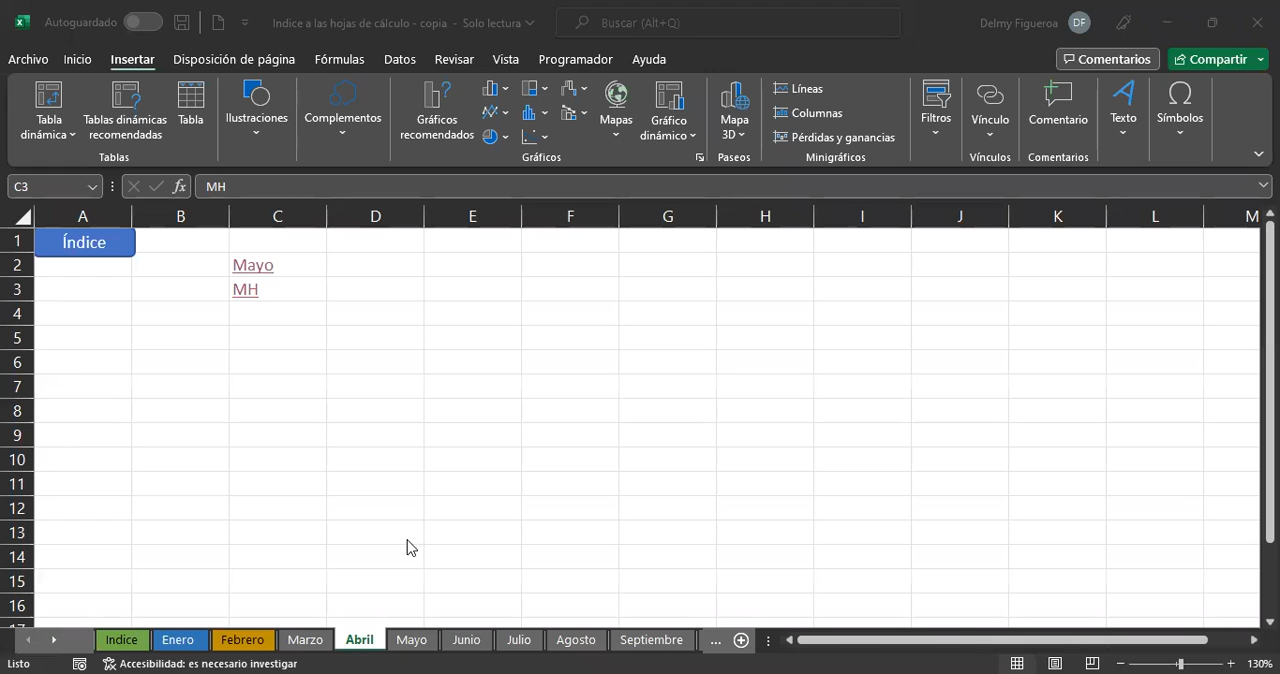 Autoguardado Indice a las hojas de cálculo - copia - Solo lectura Buscar (Alt+Q) Delmy Figueroa DF
Archivo Inicio Insertar Disposición de página Fórmulas Datos Revisar Vista Programador Ayuda Comentarios Compartir
Tabla dinámica
Tablas dinámicas recomendadas
Tabla
Tablas
Ilustraciones
Complementos
Gráficos recomendados
Mapas
Gráfico dinámico
Gráficos
Mapa 3D
Paseos
Líneas
Columnas
Pérdidas y ganancias
Minigráficos
Filtros
Vínculo
Vínculos
Comentario
Comentarios
Texto
Símbolos
C3 fx MH
A B C D E F G H I J K L M
1 Índice
2 Mayo
3 MH
4
5
6
7
8
9
10
11
12
13
14
15
16
17
Indice Enero Febrero Marzo Abril Mayo Junio Julio Agosto Septiembre ...
Listo Accesibilidad: es necesario investigar 130%